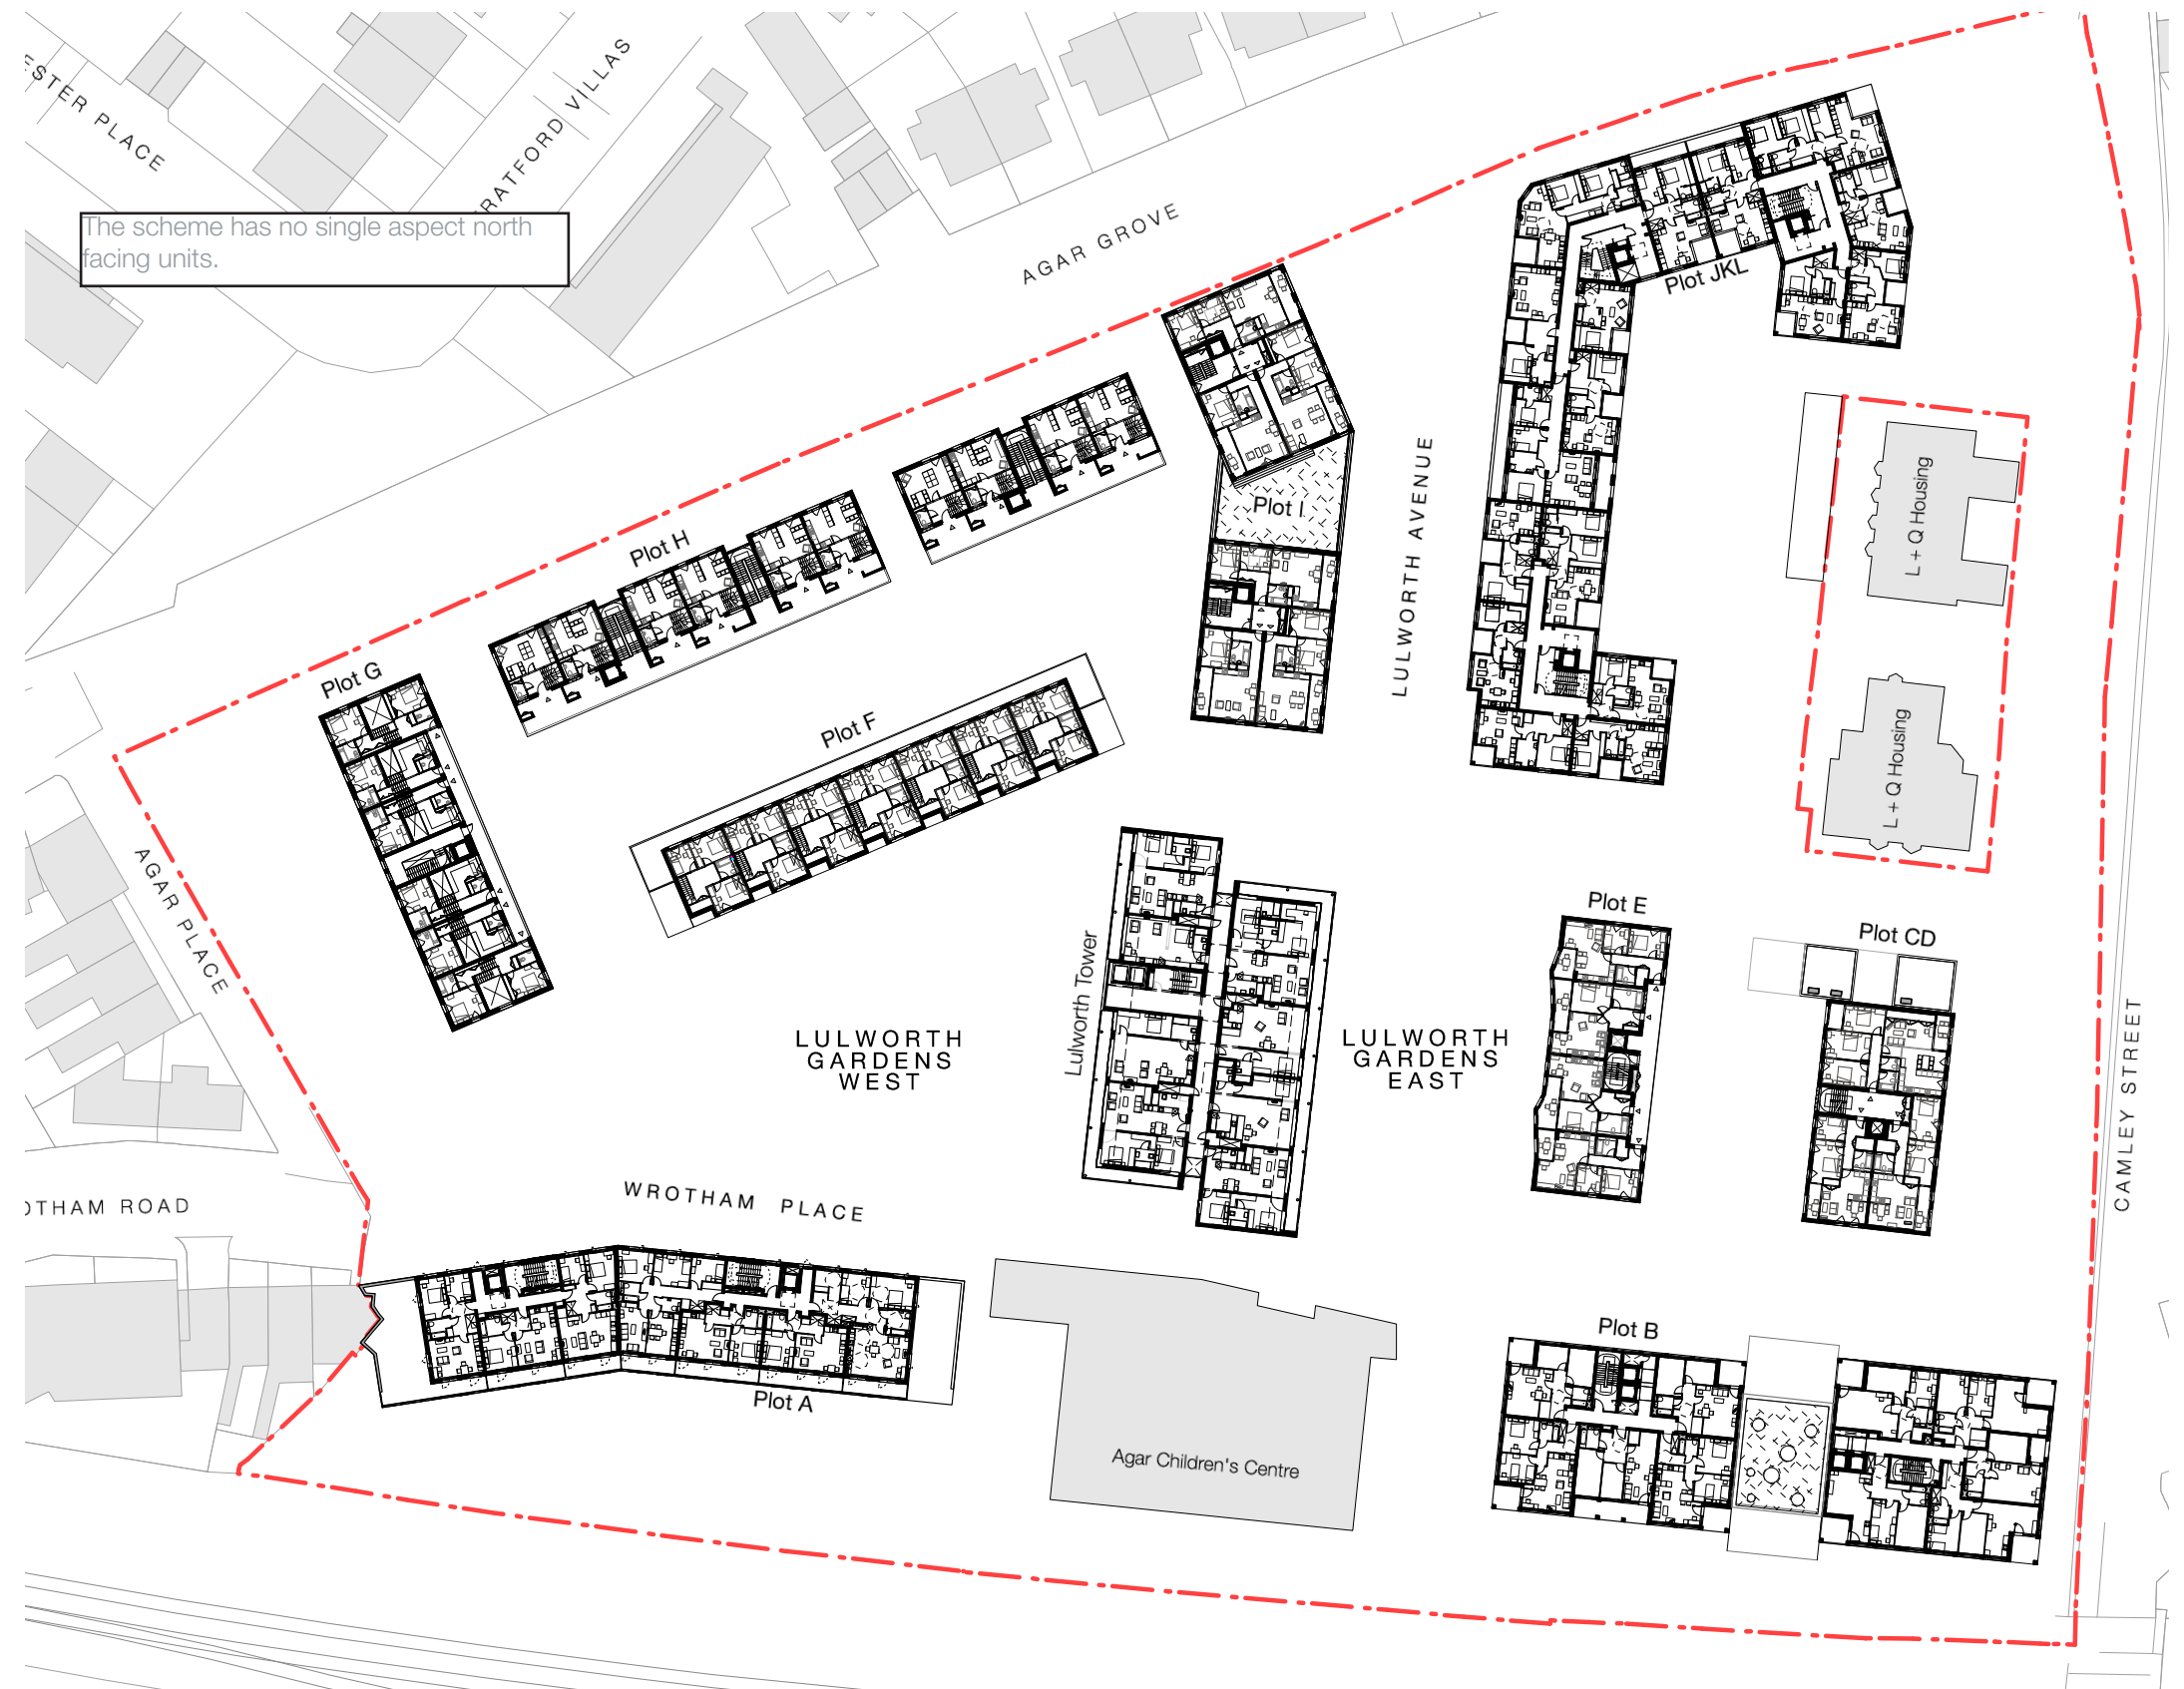 ESTER PLACE
RATFORD VILLAS
The scheme has no single aspect north
facing units.
AGAR GROVE
Plot JKL
Plot I
LULWORTH AVENUE
L + Q Housing
Plot H
Plot G
Plot F
L + Q Housing
AGAR PLACE
Plot E
Plot CD
Lulworth Tower
LULWORTH
GARDENS
WEST
LULWORTH
GARDENS
EAST
CAMLEY STREET
OTHAM ROAD
WROTHAM PLACE
Plot A
Plot B
Agar Children's Centre